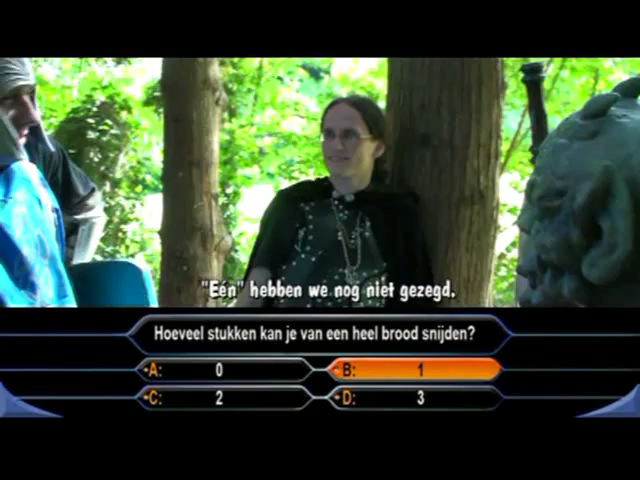 "Eén" hebben we nog niet gezegd.
Hoeveel stukken kan je van een heel brood snijden?
A: 0
B: 1
C: 2
D: 3